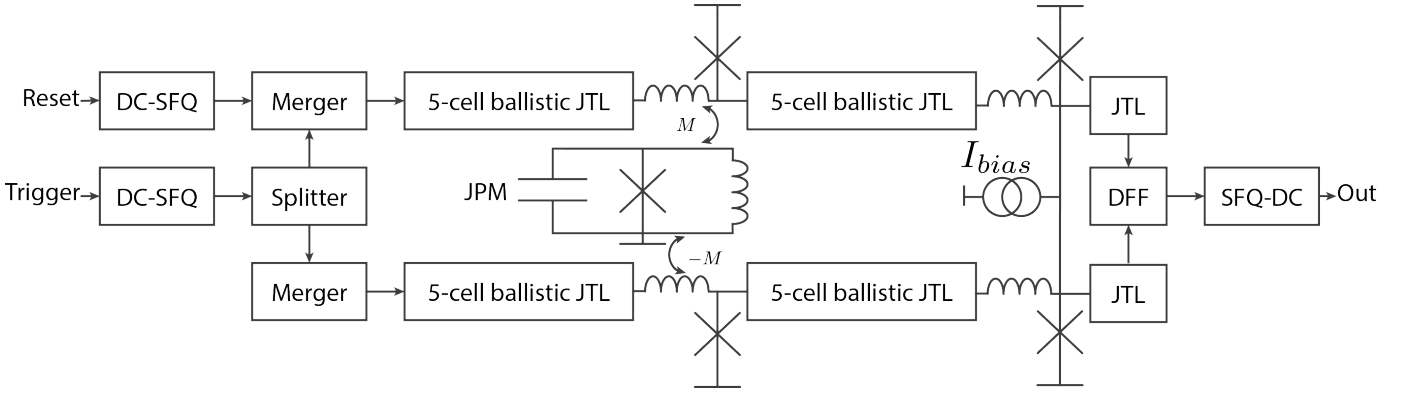 Reset
DC-SFQ
Merger
5-cell ballistic JTL
5-cell ballistic JTL
JTL
M
Trigger
DC-SFQ
Splitter
JPM
I_bias
DFF
SFQ-DC
Out
-M
Merger
5-cell ballistic JTL
5-cell ballistic JTL
JTL